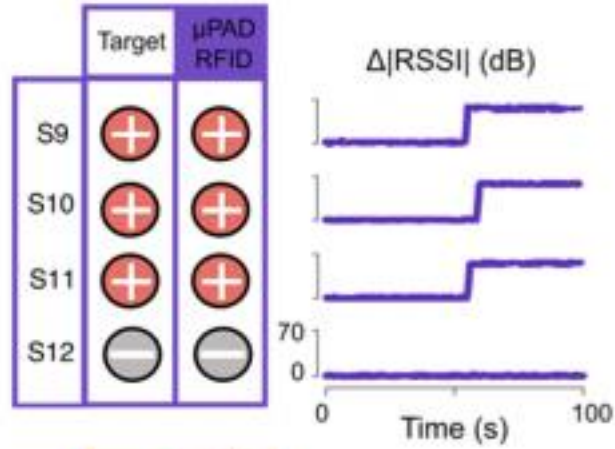 Target
µPAD
RFID
Δ|RSSI| (dB)
S9
S10
S11
S12
70
0
0
100
Time (s)